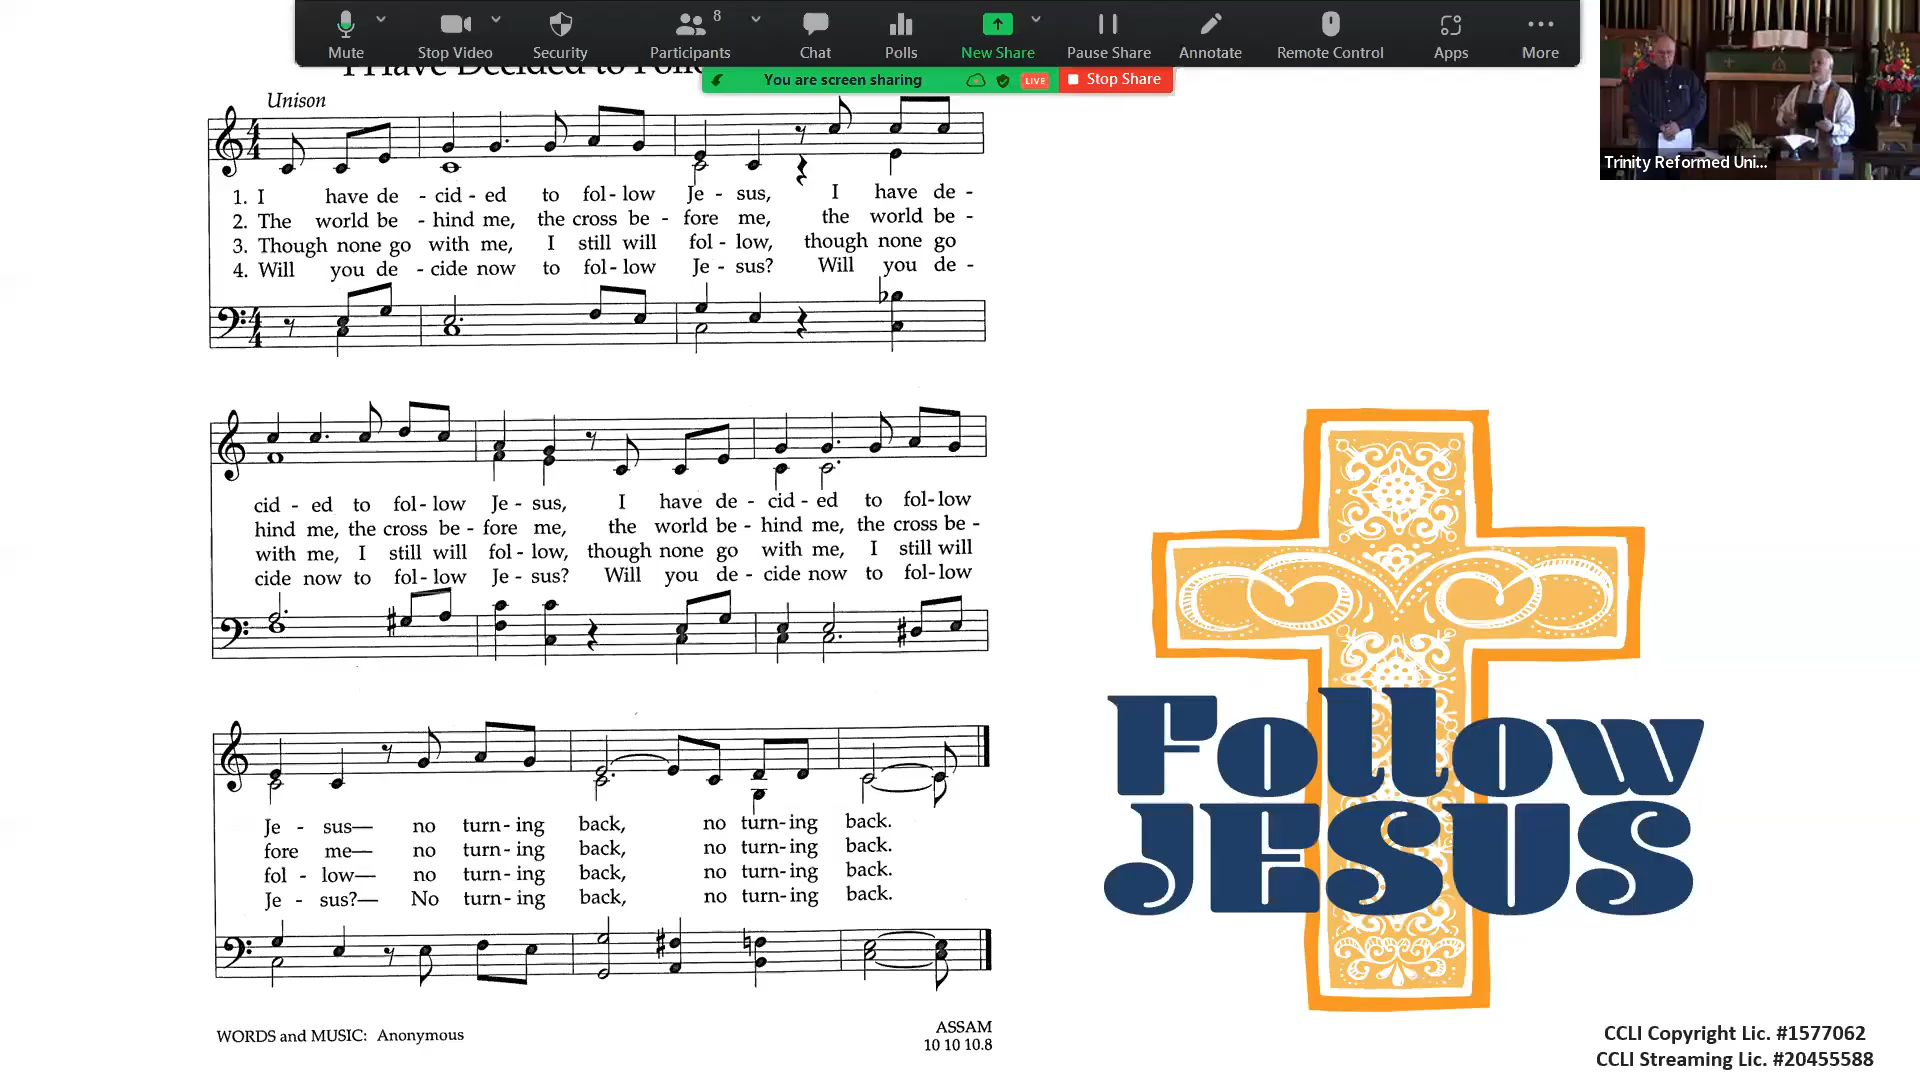 Mute
Stop Video
Security
Participants
8
Chat
Polls
New Share
Pause Share
Annotate
Remote Control
Apps
More
You are screen sharing
LIVE
Stop Share
Trinity Reformed Uni...
I Have Decided to
Unison
1. I have de - cid - ed to fol - low Je - sus, I have de -
2. The world be - hind me, the cross be - fore me, the world be -
3. Though none go with me, I still will fol - low, though none go
4. Will you de - cide now to fol - low Je - sus? Will you de -
cid - ed to fol - low Je - sus, I have de - cid - ed to fol - low
hind me, the cross be - fore me, the world be - hind me, the cross be -
with me, I still will fol - low, though none go with me, I still will
cide now to fol - low Je - sus? Will you de - cide now to fol - low
Je - sus— no turn - ing back, no turn - ing back.
fore me— no turn - ing back, no turn - ing back.
fol - low— no turn - ing back, no turn - ing back.
Je - sus?— No turn - ing back, no turn - ing back.
WORDS and MUSIC: Anonymous
ASSAM
10 10 10.8
Follow
JESUS
CCLI Copyright Lic. #1577062
CCLI Streaming Lic. #20455588